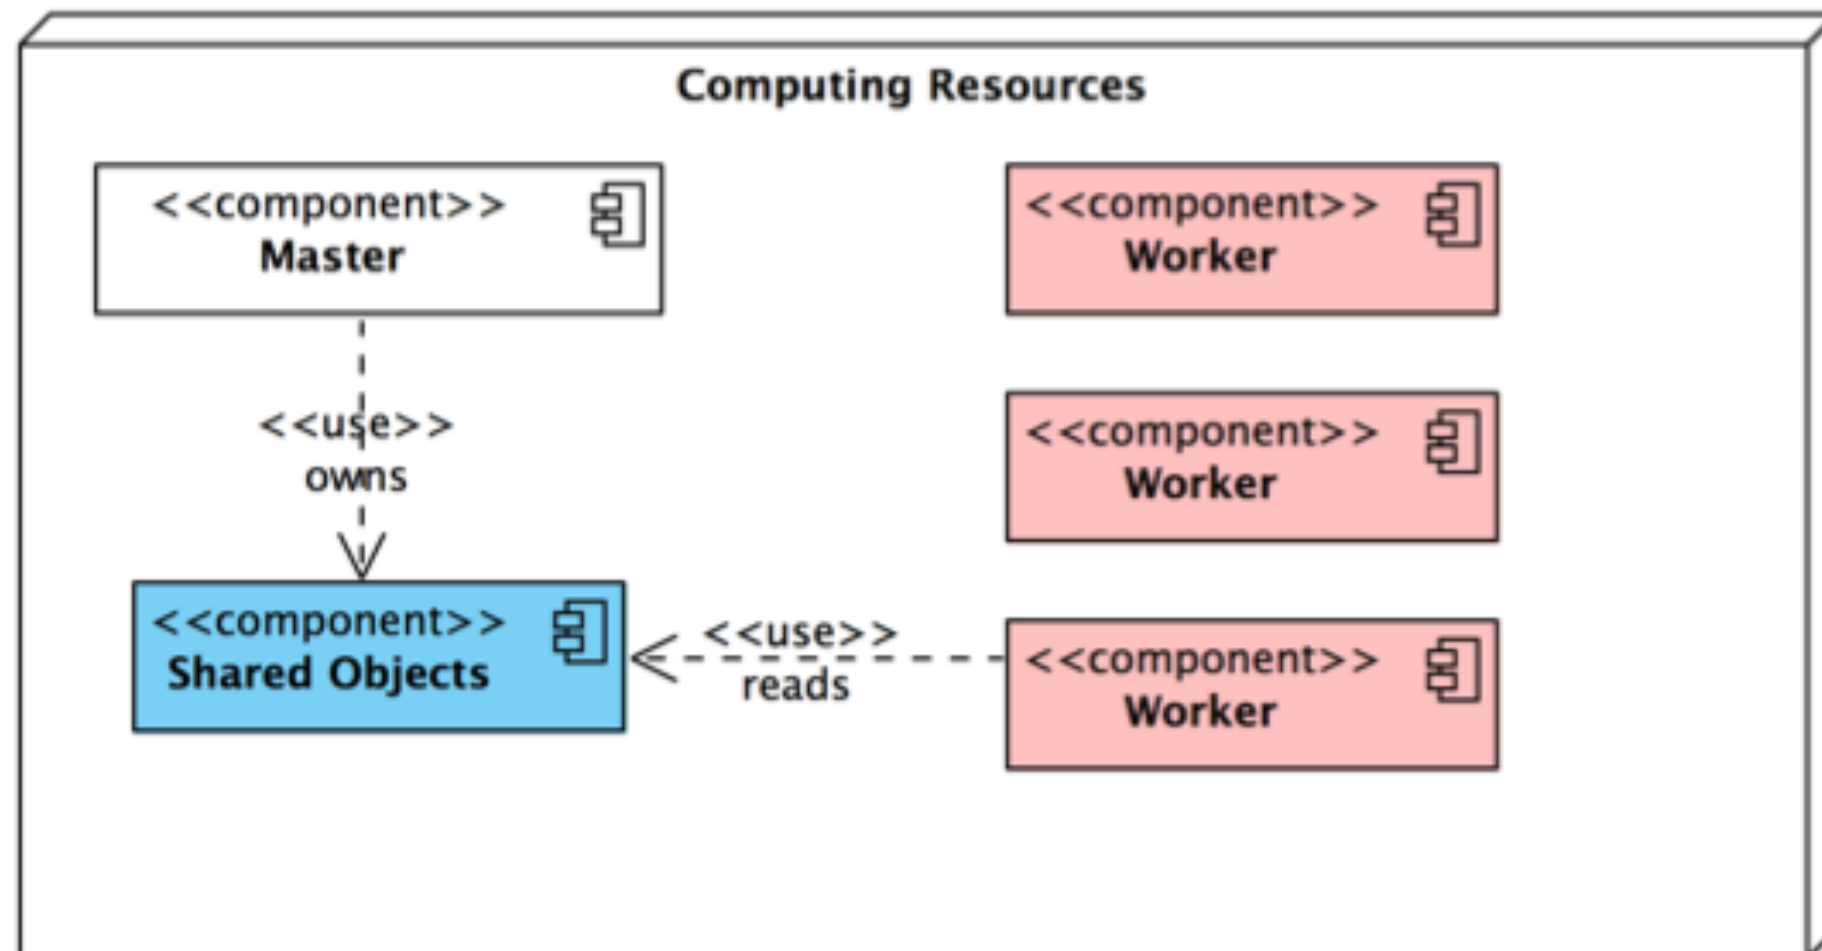 Computing Resources
<<component>>
Master
<<component>>
Worker
<<use>>
owns
<<component>>
Worker
<<component>>
Shared Objects
<<use>>
reads
<<component>>
Worker